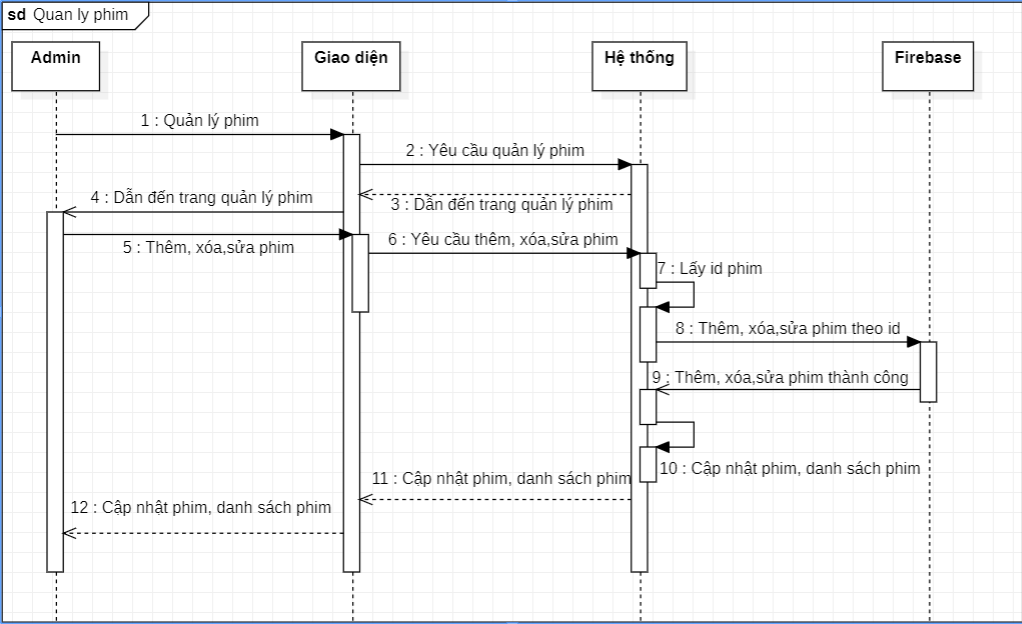 sd Quan ly phim
Admin
Giao diện
Hệ thống
Firebase
1 : Quản lý phim
2 : Yêu cầu quản lý phim
3 : Dẫn đến trang quản lý phim
4 : Dẫn đến trang quản lý phim
5 : Thêm, xóa,sửa phim
6 : Yêu cầu thêm, xóa,sửa phim
7 : Lấy id phim
8 : Thêm, xóa,sửa phim theo id
9 : Thêm, xóa,sửa phim thành công
10 : Cập nhật phim, danh sách phim
11 : Cập nhật phim, danh sách phim
12 : Cập nhật phim, danh sách phim